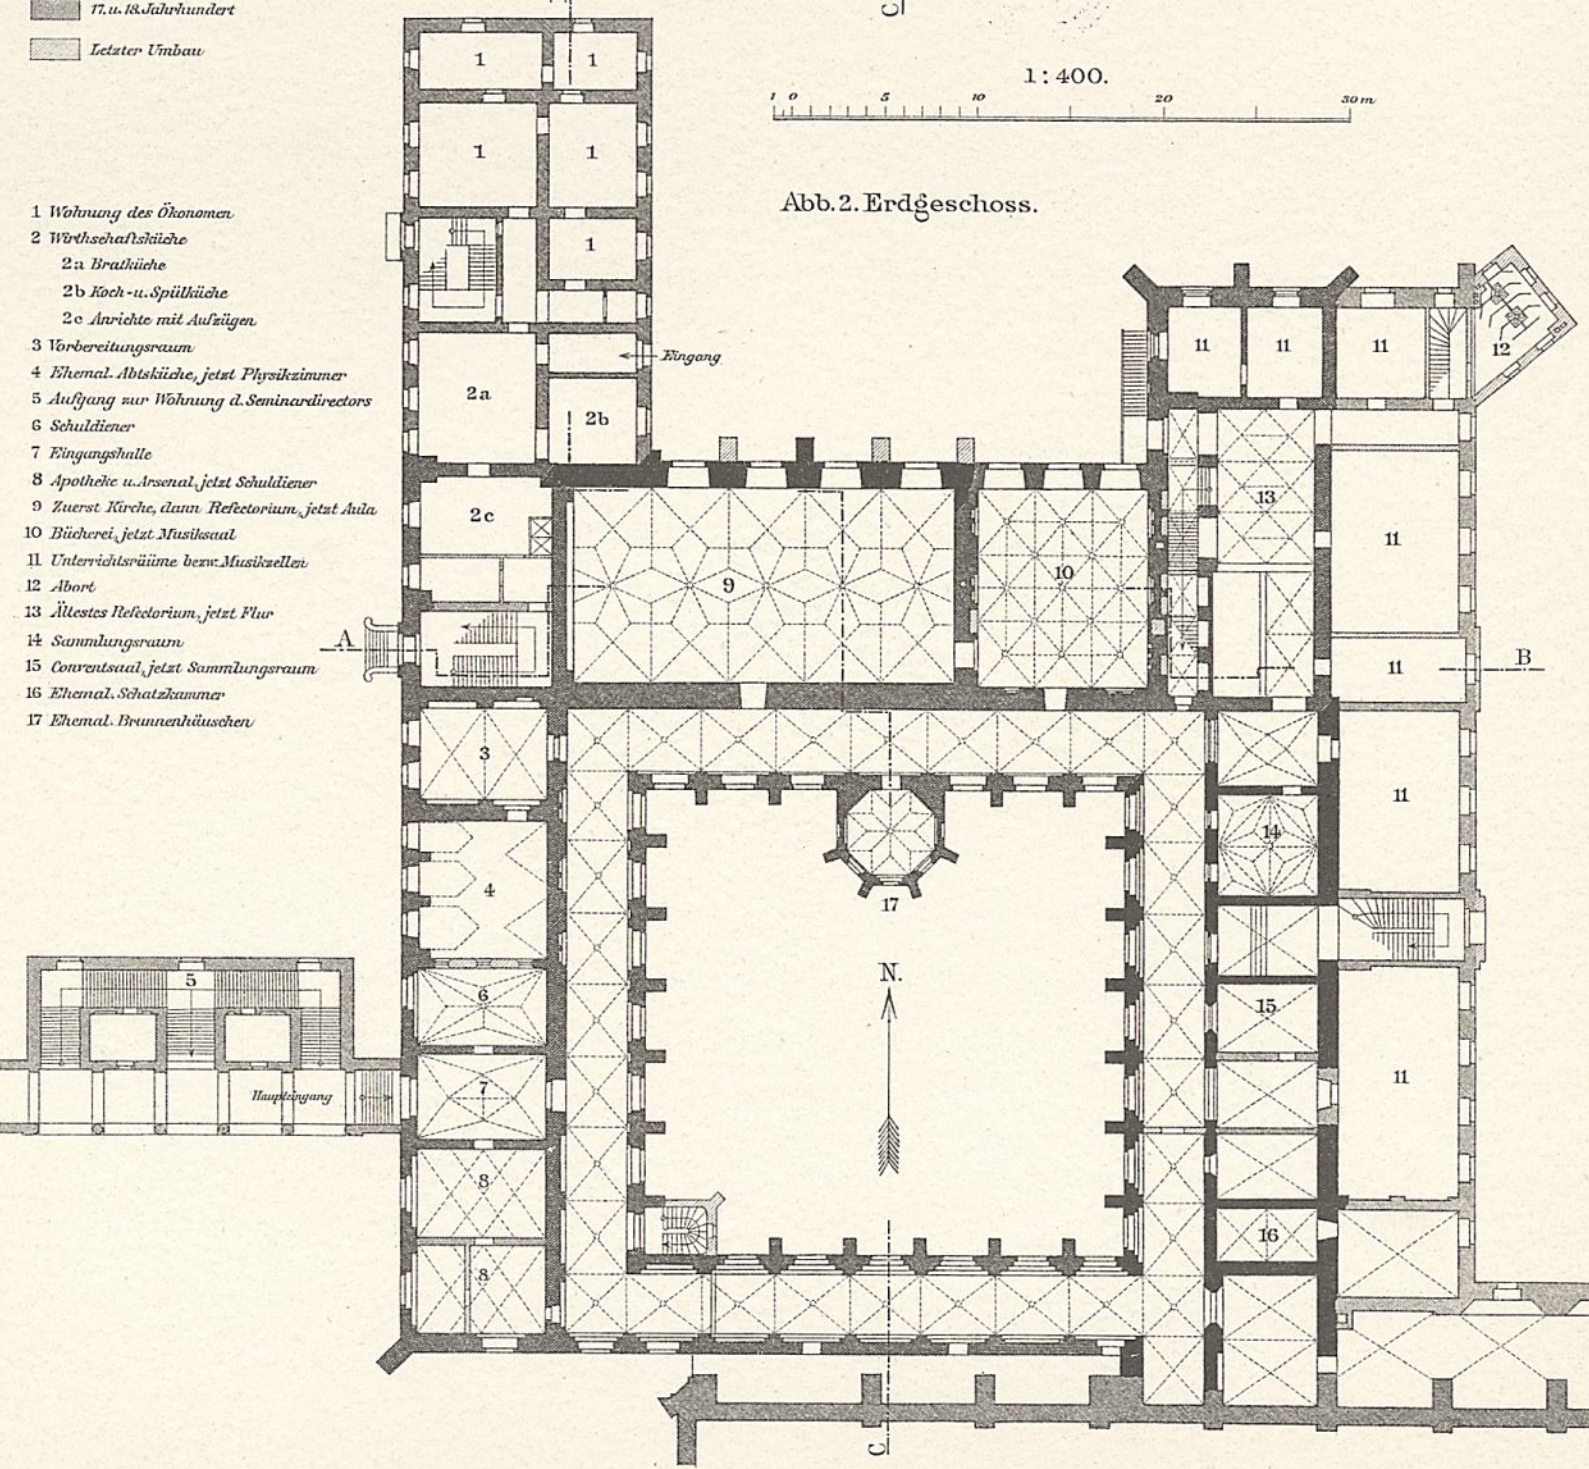 17. u. 18. Jahrhundert
Letzter Umbau
C
1:400.
1 0 5 10 20 30 m
Abb. 2. Erdgeschoss.
1 Wohnung des Ökonomen
2 Wirthschaftsküche
2a Bratküche
2b Koch- u. Spülküche
2c Anrichte mit Aufzügen
3 Vorbereitungsraum
4 Ehemal. Abtsküche, jetzt Physikzimmer
5 Aufgang zur Wohnung d. Seminardirectors
6 Schuldiener
7 Eingangshalle
8 Apotheke u. Arsenal, jetzt Schuldiener
9 Zuerst Kirche, dann Refectorium, jetzt Aula
10 Bücherei, jetzt Musiksaal
11 Unterrichtsräume bezw. Musikzellen
12 Abort
13 Ältestes Refectorium, jetzt Flur
14 Sammlungsraum
15 Conventsaal, jetzt Sammlungsraum
16 Ehemal. Schatzkammer
17 Ehemal. Brunnenhäuschen
1 1
1 1
1
Eingang
2a 2b
2c
11 11 11 12
13
11
9 10
A
11 B
3
11
14
4
17
N.
5
6
15
7
Haupteingang
11
8
16
8
C